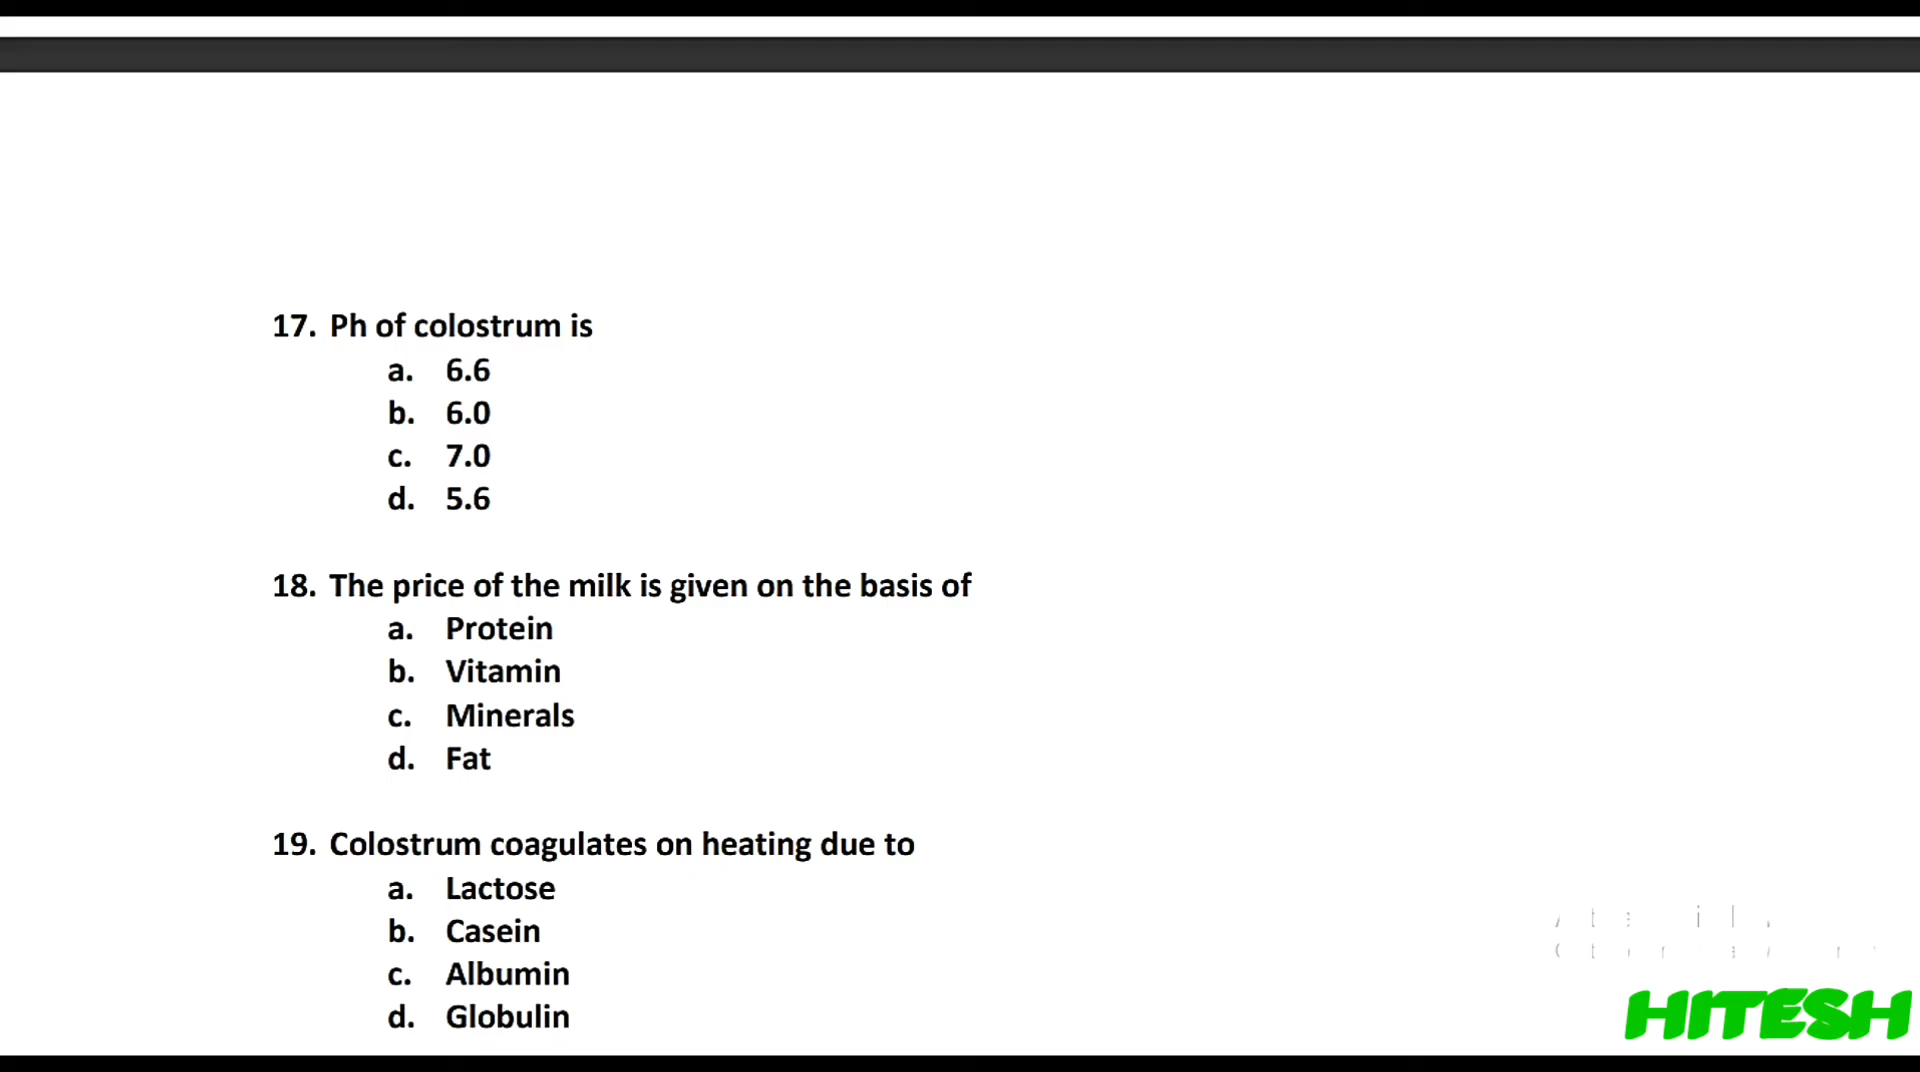 17. Ph of colostrum is
a. 6.6
b. 6.0
c. 7.0
d. 5.6
18. The price of the milk is given on the basis of
a. Protein
b. Vitamin
c. Minerals
d. Fat
19. Colostrum coagulates on heating due to
a. Lactose
b. Casein
c. Albumin
d. Globulin
HITESH